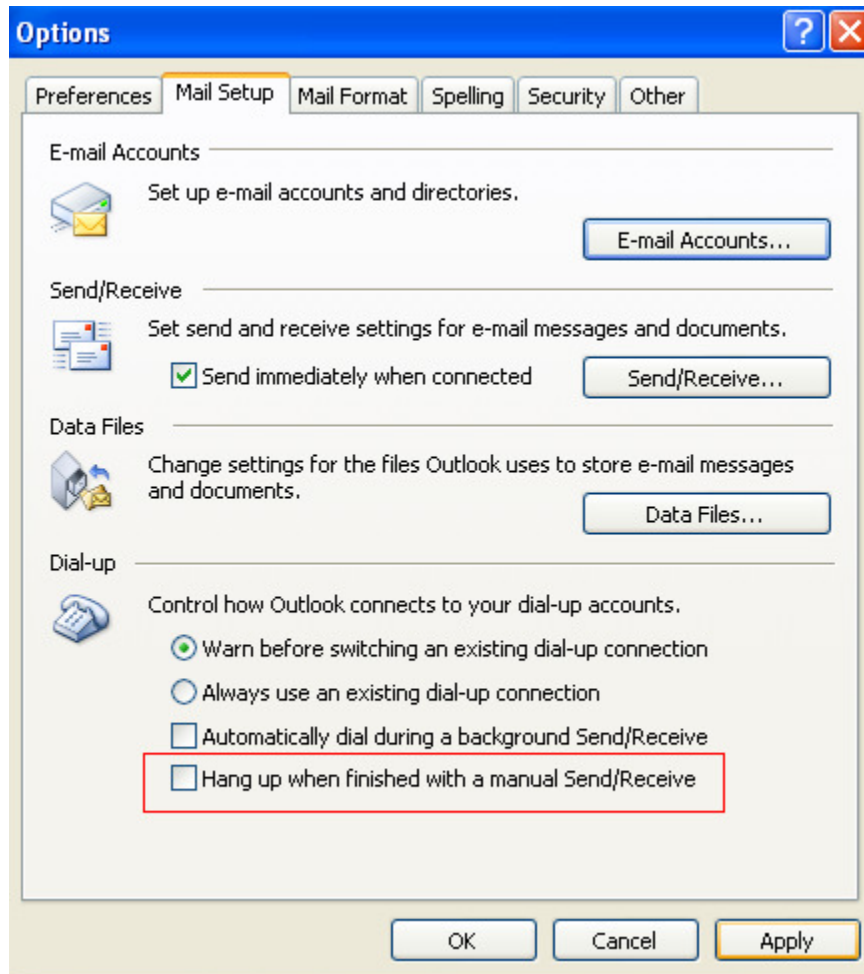 Options
Preferences Mail Setup Mail Format Spelling Security Other
E-mail Accounts
Set up e-mail accounts and directories.
E-mail Accounts...
Send/Receive
Set send and receive settings for e-mail messages and documents.
Send immediately when connected
Send/Receive...
Data Files
Change settings for the files Outlook uses to store e-mail messages
and documents.
Data Files...
Dial-up
Control how Outlook connects to your dial-up accounts.
Warn before switching an existing dial-up connection
Always use an existing dial-up connection
Automatically dial during a background Send/Receive
Hang up when finished with a manual Send/Receive
OK Cancel Apply